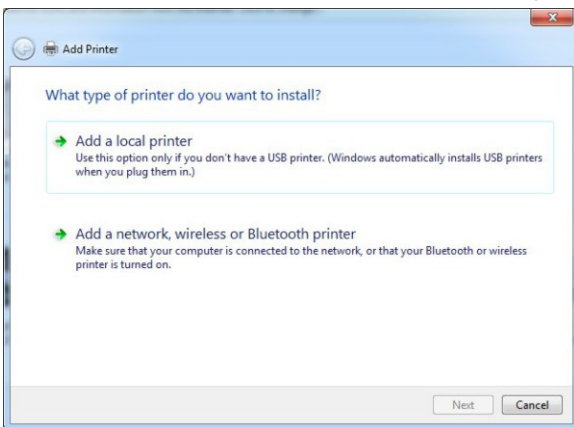 Add Printer
What type of printer do you want to install?
Add a local printer
Use this option only if you don't have a USB printer. (Windows automatically installs USB printers
when you plug them in.)
Add a network, wireless or Bluetooth printer
Make sure that your computer is connected to the network, or that your Bluetooth or wireless
printer is turned on.
Next
Cancel